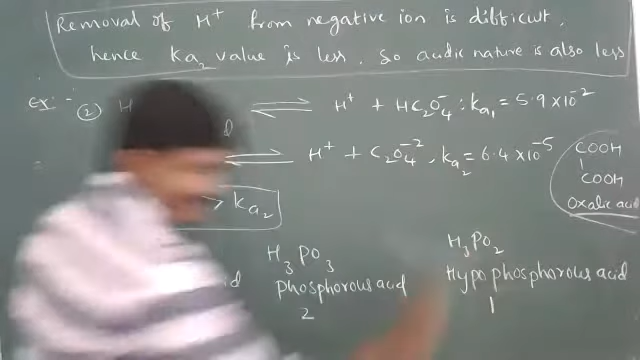 Removal of H⁺ from negative ion is difficut,
hence Ka₂ value is less, so acidic nature is also less
Ex: - ② H ⇌ H⁺ + HC₂O₄⁻ : ka₁ = 5.9 x 10⁻²
⇌ H⁺ + C₂O₄⁻², ka₂ = 6.4 x 10⁻⁵
COOH
|
COOH
Oxalic acid
> ka₂
H₃PO₃ H₃PO₂
id phosphorous acid Hypo phosphorous acid
2 1